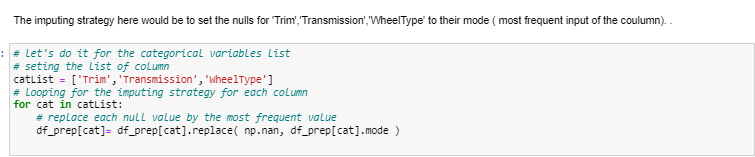 The imputing strategy here would be to set the nulls for 'Trim','Transmission','WheelType' to their mode ( most frequent input of the coulumn). .
: # Let's do it for the categorical variables list
# seting the list of column
catList = ['Trim','Transmission','WheelType']
# Looping for the imputing strategy for each column
for cat in catList:
    # replace each null value by the most frequent value
    df_prep[cat]= df_prep[cat].replace( np.nan, df_prep[cat].mode )